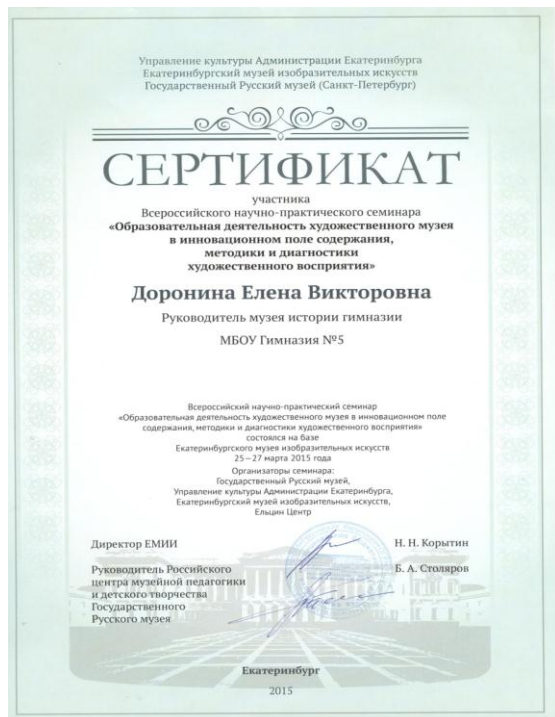 Управление культуры Администрации Екатеринбурга
Екатеринбургский музей изобразительных искусств
Государственный Русский музей (Санкт-Петербург)
СЕРТИФИКАТ
участника
Всероссийского научно-практического семинара
«Образовательная деятельность художественного музея
в инновационном поле содержания,
методики и диагностики
художественного восприятия»
Доронина Елена Викторовна
Руководитель музея истории гимназии
МБОУ Гимназия №5
Всероссийский научно-практический семинар
«Образовательная деятельность художественного музея в инновационном поле
содержания, методики и диагностики художественного восприятия»
состоялся на базе
Екатеринбургского музея изобразительных искусств
25—27 марта 2015 года
Организаторы семинара:
Государственный Русский музей,
Управление культуры Администрации Екатеринбурга,
Екатеринбургский музей изобразительных искусств,
Ельцин Центр
Директор ЕМИИ
Н. Н. Корытин
Руководитель Российского
центра музейной педагогики
и детского творчества
Государственного
Русского музея
Б. А. Столяров
Екатеринбург
2015